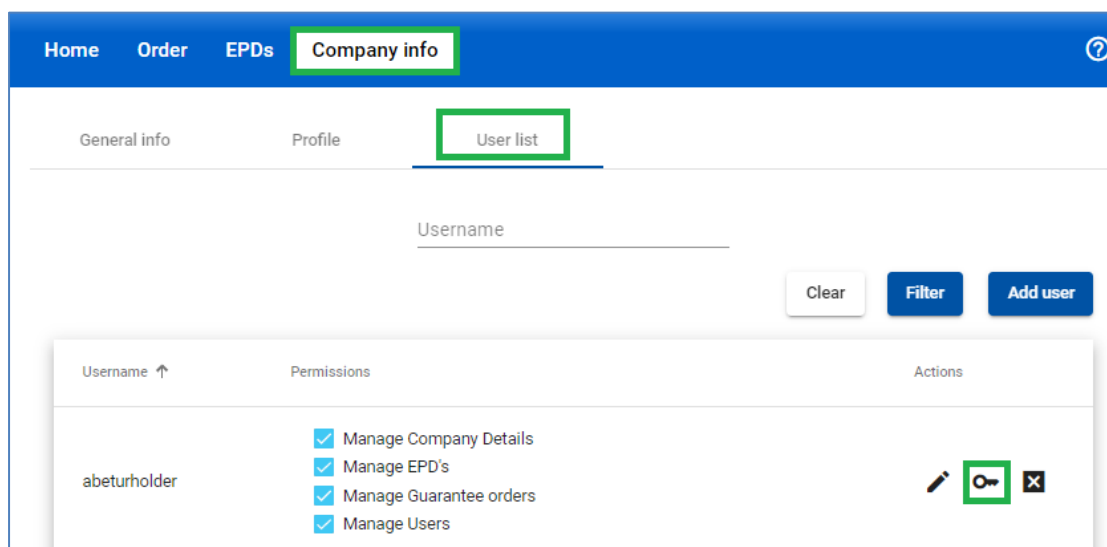 Home Order EPDs Company info
General info Profile User list
Username
Clear Filter Add user
Username Permissions Actions
Manage Company Details
Manage EPD's
abeturholder
Manage Guarantee orders
Manage Users